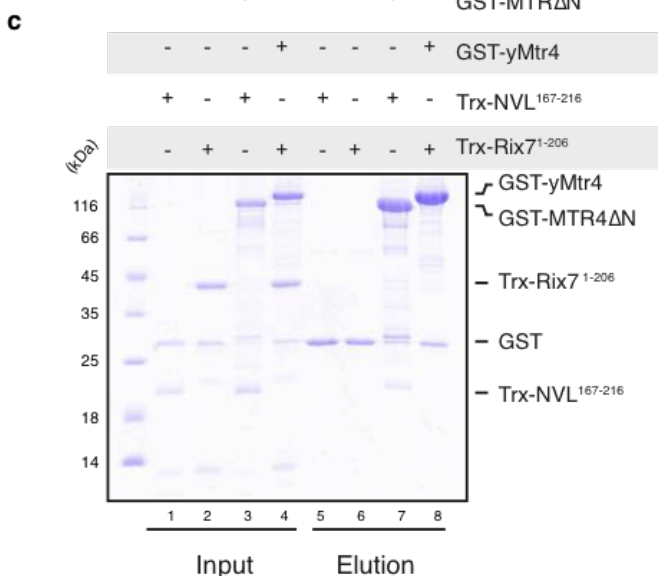 c
GST-MTRΔN
- - - + - - - + GST-yMtr4
+ - + - + - + - Trx-NVL167-216
- + - + - + - + Trx-Rix71-206
(kDa)
116
66
45
35
25
18
14
GST-yMtr4
GST-MTR4ΔN
Trx-Rix7 1-206
GST
Trx-NVL167-216
1 2 3 4 5 6 7 8
Input Elution